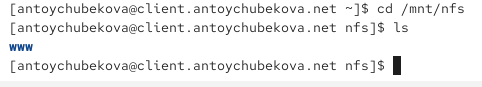 [antoychubekova@client.antoychubekova.net ~]$ cd /mnt/nfs
[antoychubekova@client.antoychubekova.net nfs]$ ls
www
[antoychubekova@client.antoychubekova.net nfs]$